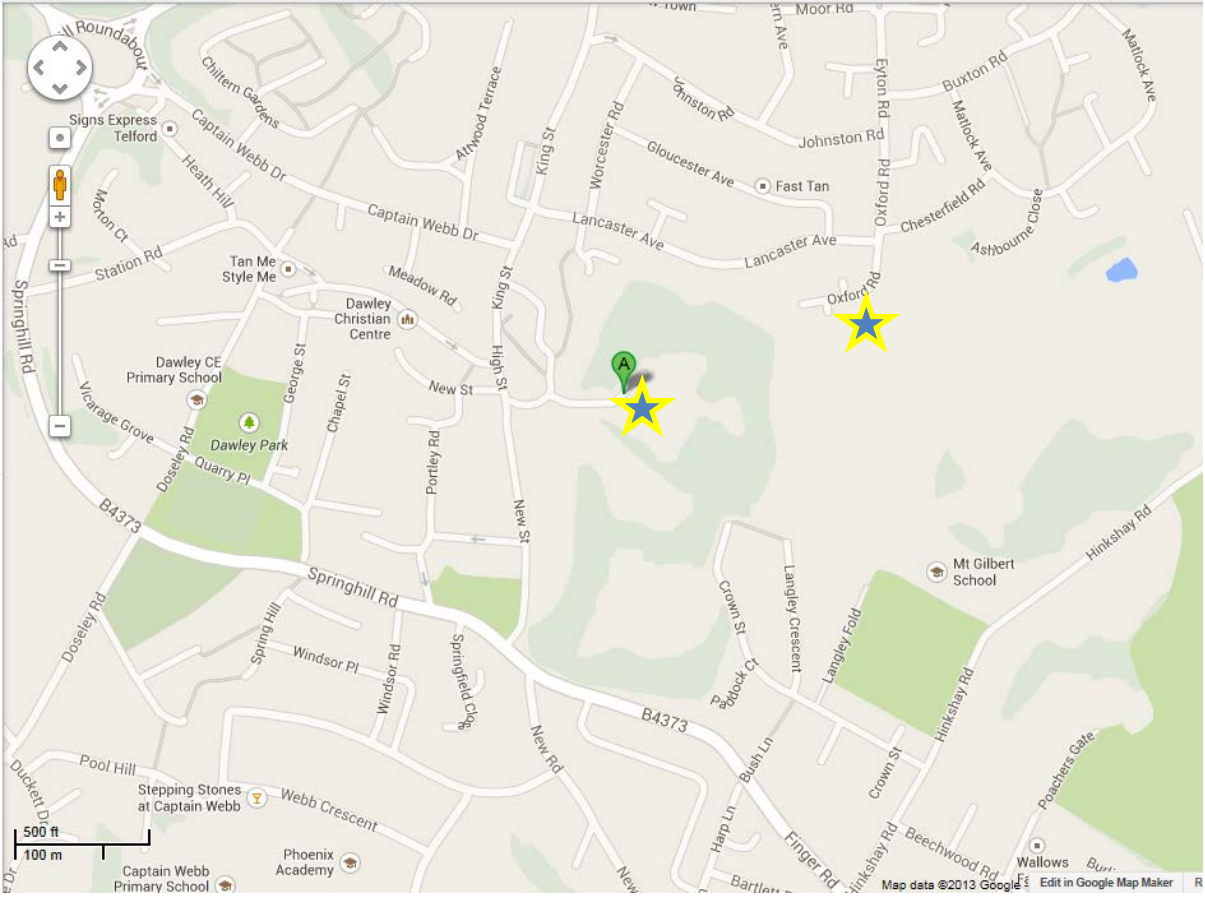 Town
Moor Rd
ill Roundabout
Chiltern Gardens
Attwood Terrace
Johnston Rd
Eyton Rd
Buxton Rd
Matlock Ave
Signs Express
Telford
Captain Webb Dr
King St
Worcester Rd
Johnston Rd
Matlock Ave
Heath Hill
Gloucester Ave
Fast Tan
Oxford Rd
Chesterfield Rd
Morton Ct
Captain Webb Dr
Lancaster Ave
Lancaster Ave
Ashbourne Close
Rd
Station Rd
Tan Me
Style Me
Meadow Rd
King St
Oxford Rd
Springhill Rd
Dawley
Christian
Centre
Dawley CE
Primary School
George St
High St
A
Vicarage Grove
Chapel St
New St
Dawley Park
Doseley Rd
Quarry Pl
Portley Rd
B4373
New St
Hinkshay Rd
Mt Gilbert
School
Springhill Rd
Crown St
Langley Crescent
Langley Fold
Doseley Rd
Spring Hill
Windsor Pl
Windsor Rd
Springfield Close
Paddock Ct
Hinkshay Rd
B4373
New Rd
Bush Ln
Crown St
Poachers Gate
Pool Hill
Duckett Dr
Stepping Stones
at Captain Webb
Webb Crescent
500 ft
100 m
Harp Ln
Finger Rd
Hinkshay Rd
Beechwood Rd
Phoenix
Academy
Wallows
Captain Webb
Primary School
e Dr
New
Bartlett
Map data ©2013 Google
Edit in Google Map Maker
R